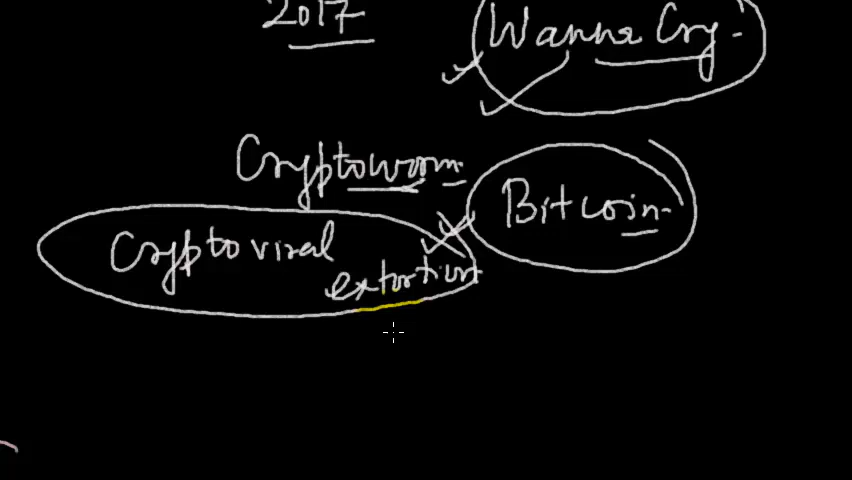 2017
Wanna Cry.
Cryptoworm.
Bitcoin.
Cryptoviral
extortion